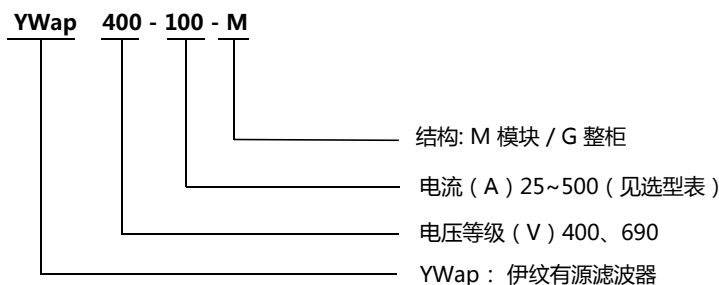 YWap 400 - 100 - M
结构: M 模块 / G 整柜
电流（A）25~500（见选型表）
电压等级（V）400、690
YWap： 伊纹有源滤波器